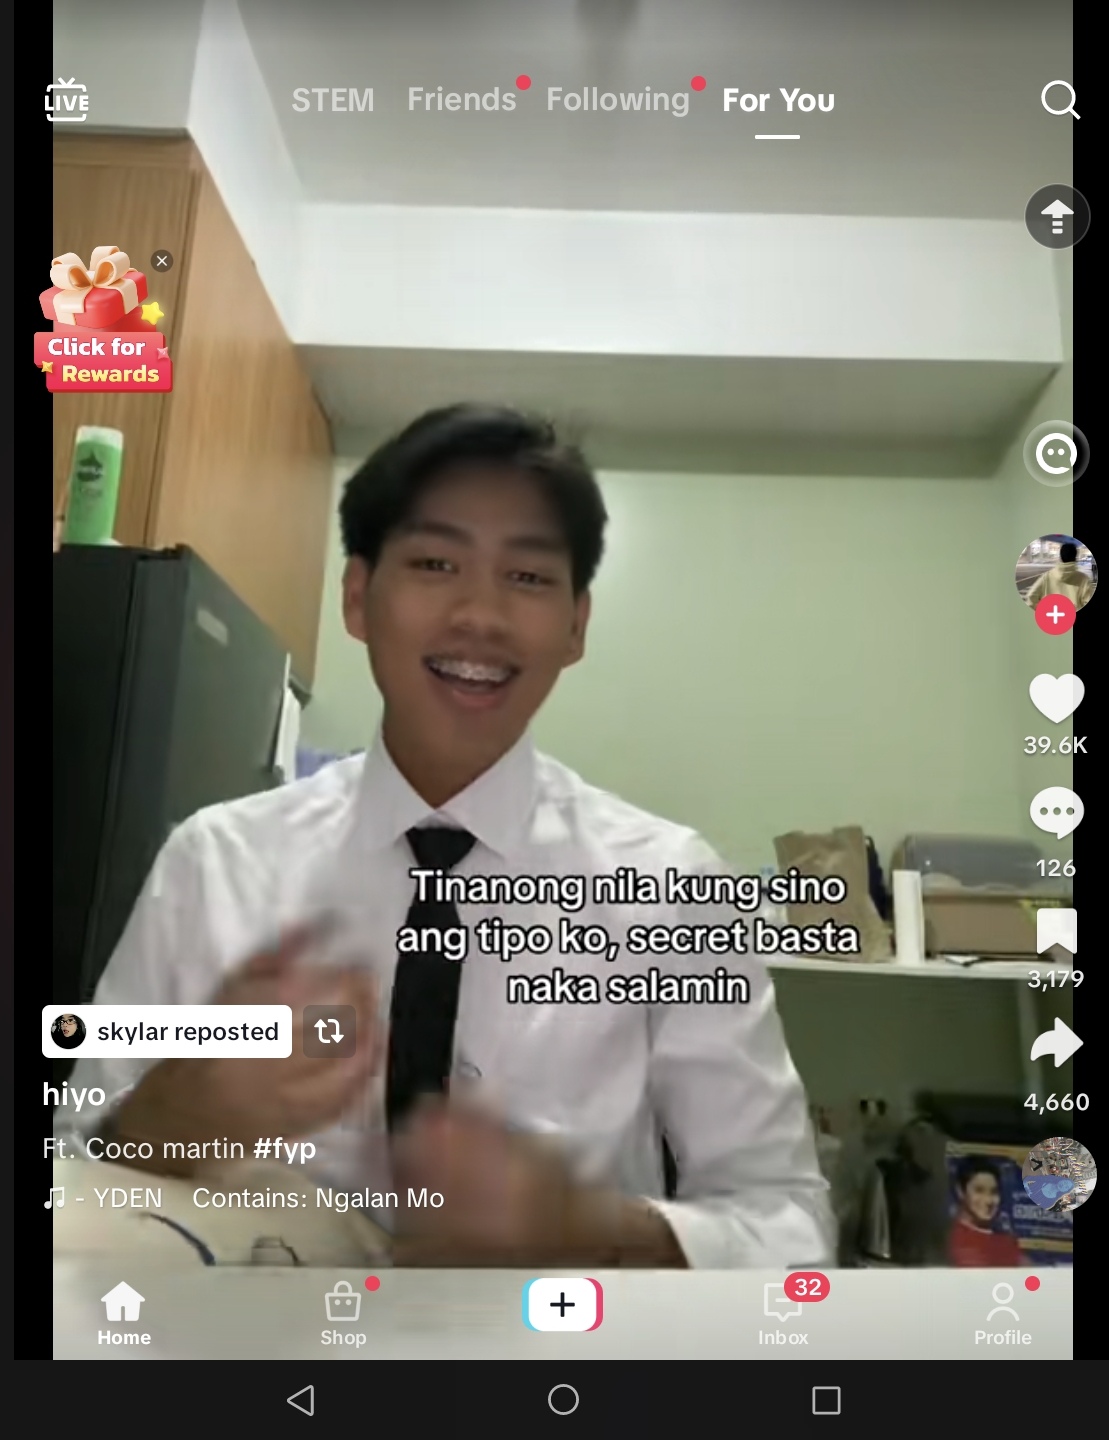 LIVE
STEM Friends Following For You
Click for
Rewards
39.6K
126
Tinanong nila kung sino
ang tipo ko, secret basta
naka salamin
3,179
skylar reposted
hiyo
4,660
Ft. Coco martin #fyp
- YDEN Contains: Ngalan Mo
32
Home Shop Inbox Profile